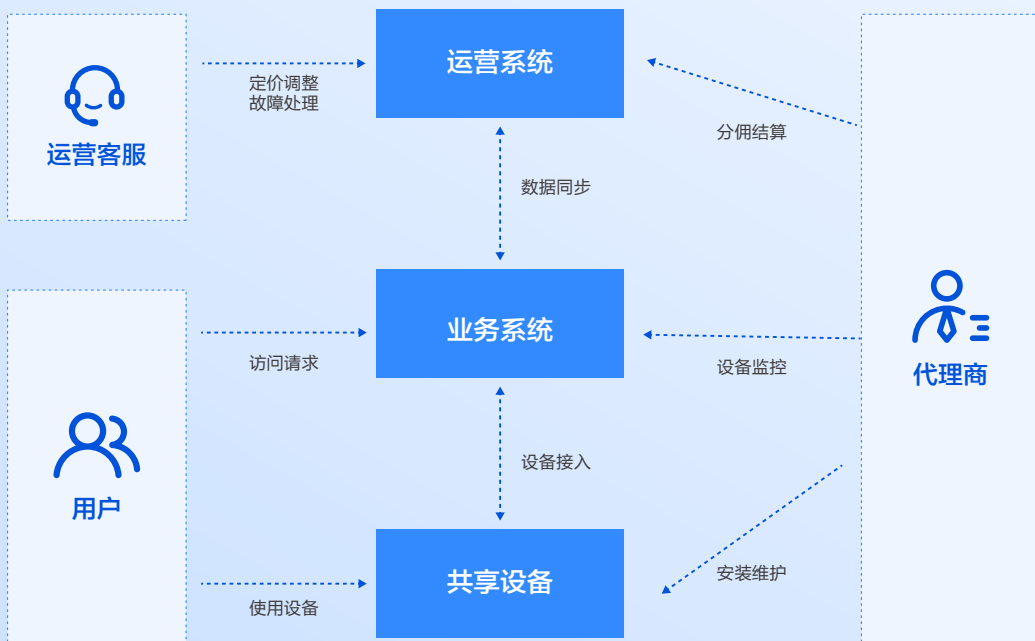 运营系统
定价调整
故障处理
分佣结算
运营客服
数据同步
业务系统
访问请求
设备监控
代理商
设备接入
用户
安装维护
共享设备
使用设备